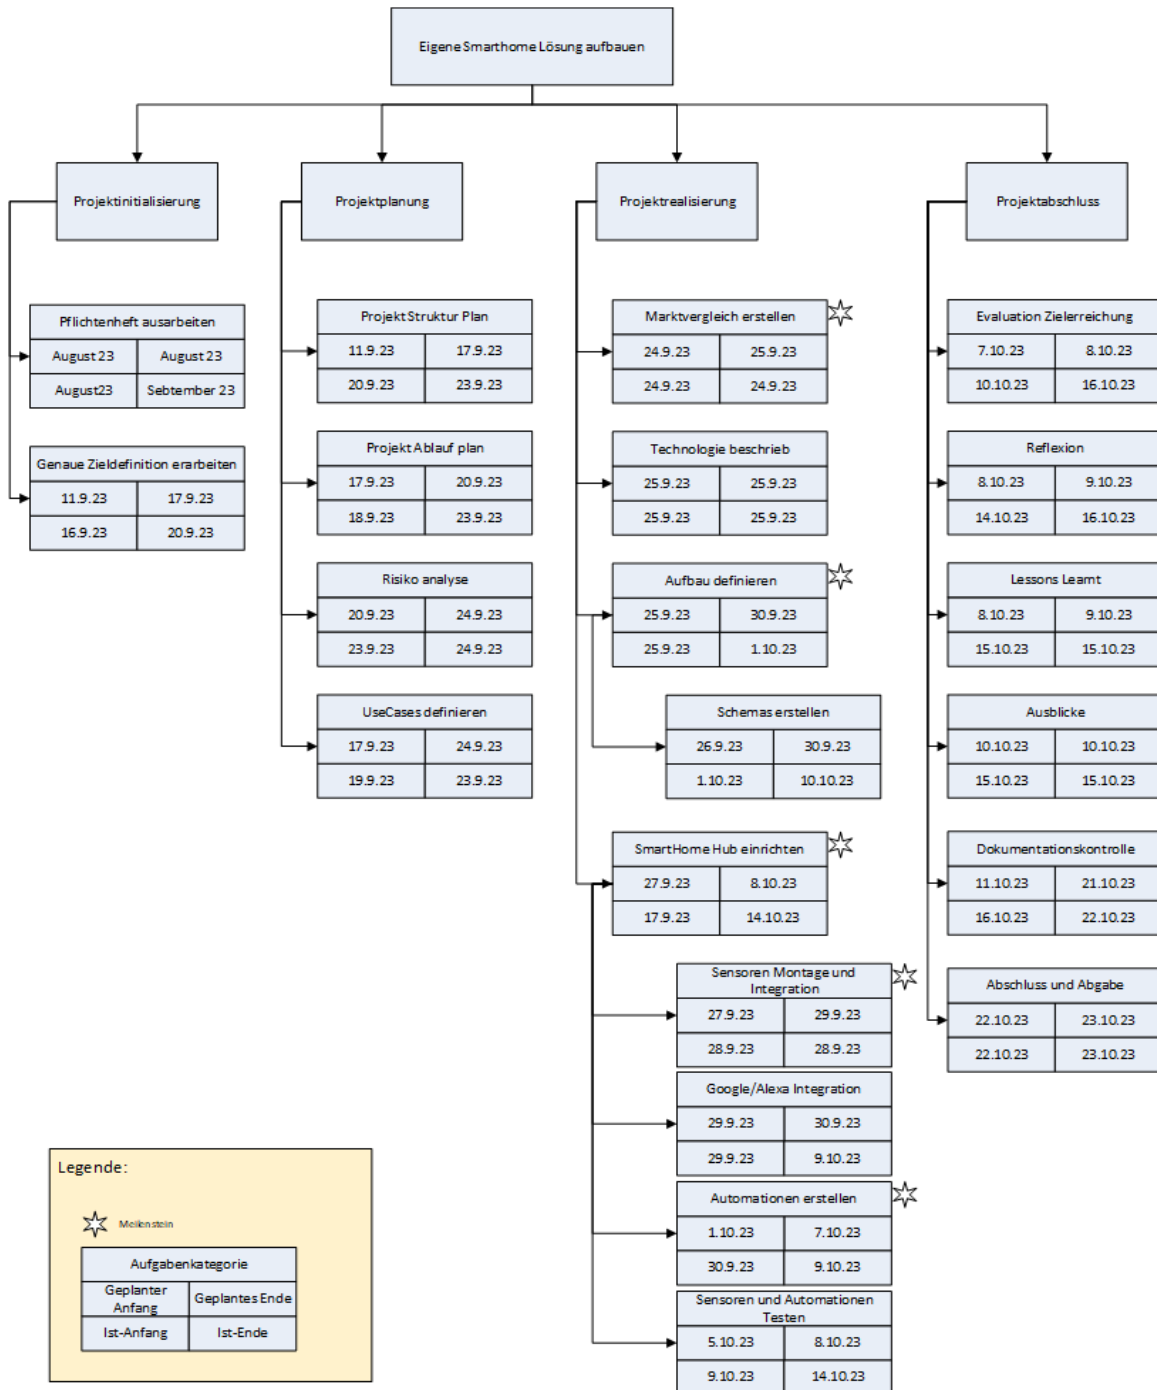 Eigene Smarthome Lösung aufbauen
Projektinitialisierung
Projektplanung
Projektrealisierung
Projektabschluss
Pflichtenheft ausarbeiten
August 23 August 23
August23 Sebtember 23
Genaue Zieldefinition erarbeiten
11.9.23 17.9.23
16.9.23 20.9.23
Projekt Struktur Plan
11.9.23 17.9.23
20.9.23 23.9.23
Projekt Ablauf plan
17.9.23 20.9.23
18.9.23 23.9.23
Risiko analyse
20.9.23 24.9.23
23.9.23 24.9.23
UseCases definieren
17.9.23 24.9.23
19.9.23 23.9.23
Marktvergleich erstellen
24.9.23 25.9.23
24.9.23 24.9.23
Technologie beschrieb
25.9.23 25.9.23
25.9.23 25.9.23
Aufbau definieren
25.9.23 30.9.23
25.9.23 1.10.23
Schemas erstellen
26.9.23 30.9.23
1.10.23 10.10.23
SmartHome Hub einrichten
27.9.23 8.10.23
17.9.23 14.10.23
Sensoren Montage und
Integration
27.9.23 29.9.23
28.9.23 28.9.23
Google/Alexa Integration
29.9.23 30.9.23
29.9.23 9.10.23
Automationen erstellen
1.10.23 7.10.23
30.9.23 9.10.23
Sensoren und Automationen
Testen
5.10.23 8.10.23
9.10.23 14.10.23
Evaluation Zielerreichung
7.10.23 8.10.23
10.10.23 16.10.23
Reflexion
8.10.23 9.10.23
14.10.23 16.10.23
Lessons Learnt
8.10.23 9.10.23
15.10.23 15.10.23
Ausblicke
10.10.23 10.10.23
15.10.23 15.10.23
Dokumentationskontrolle
11.10.23 21.10.23
16.10.23 22.10.23
Abschluss und Abgabe
22.10.23 23.10.23
22.10.23 23.10.23
Legende:
Meilenstein
Aufgabenkategorie
Geplanter
Anfang
Geplantes Ende
Ist-Anfang Ist-Ende